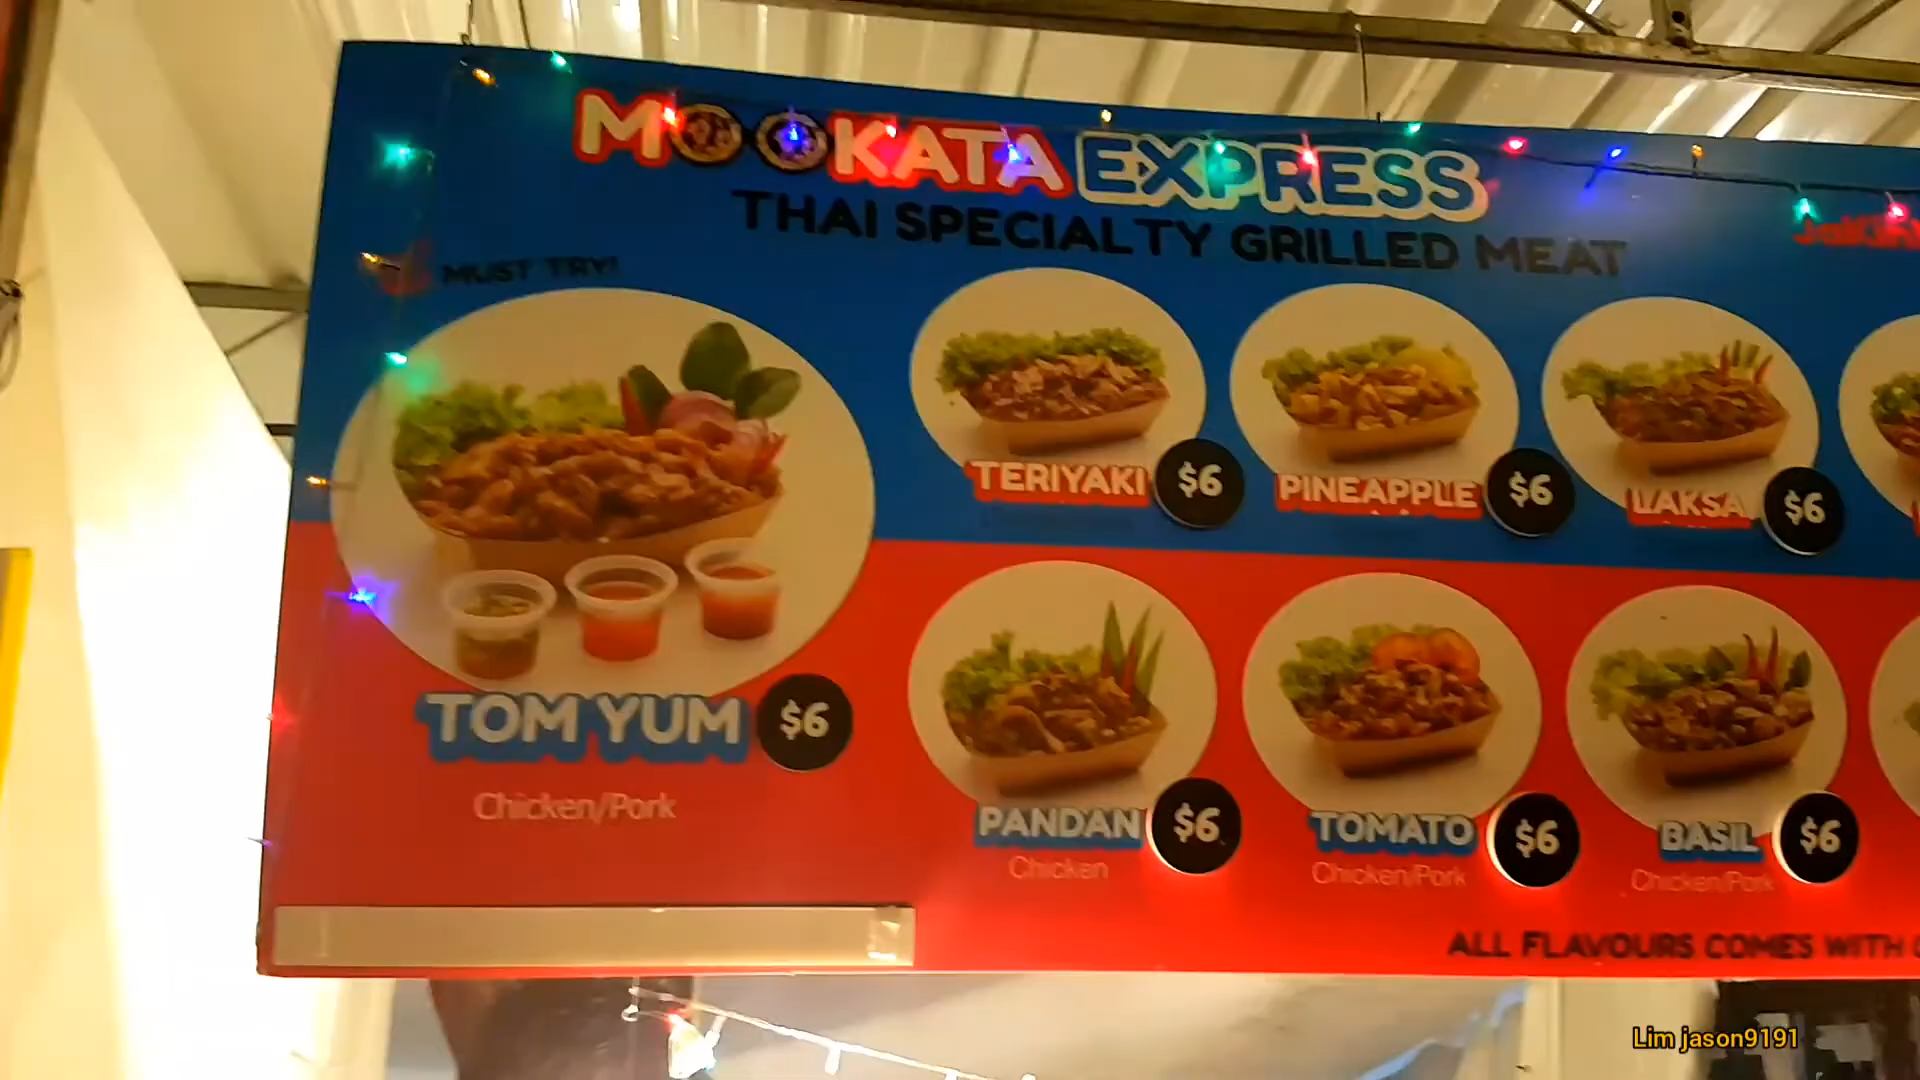 MOOKATA EXPRESS
THAI SPECIALTY GRILLED MEAT
MUST TRY!
TERIYAKI $6
PINEAPPLE $6
LAKSA $6
TOM YUM $6
Chicken/Pork
PANDAN $6
Chicken
TOMATO $6
Chicken/Pork
BASIL $6
Chicken/Pork
ALL FLAVOURS COMES WITH
Lim jason9191